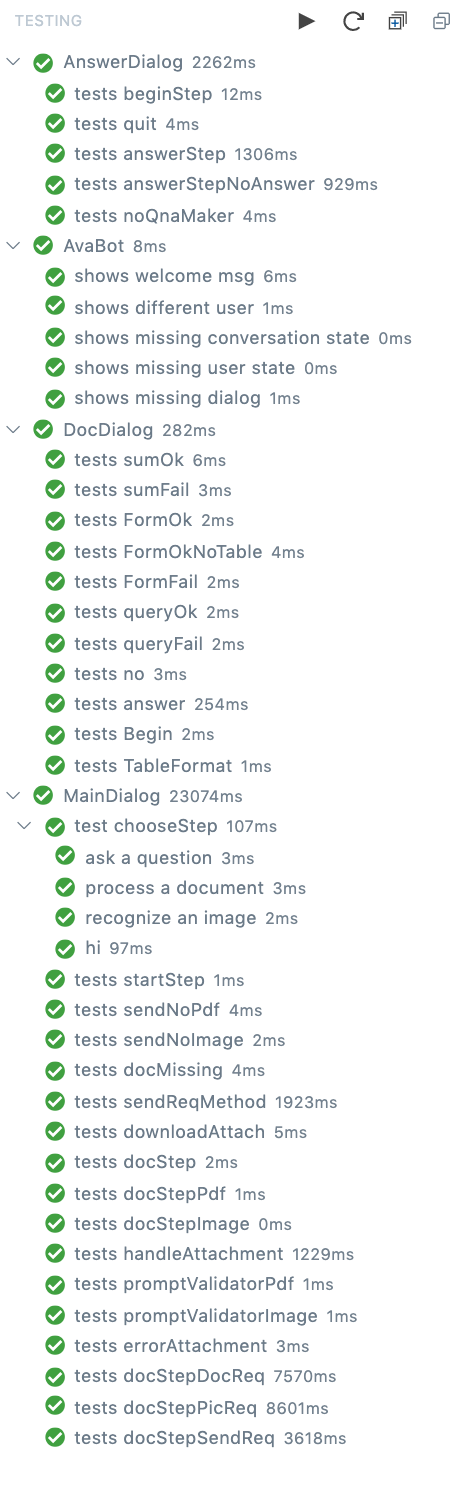 TESTING
AnswerDialog 2262ms
tests beginStep 12ms
tests quit 4ms
tests answerStep 1306ms
tests answerStepNoAnswer 929ms
tests noQnaMaker 4ms
AvaBot 8ms
shows welcome msg 6ms
shows different user 1ms
shows missing conversation state 0ms
shows missing user state 0ms
shows missing dialog 1ms
DocDialog 282ms
tests sumOk 6ms
tests sumFail 3ms
tests FormOk 2ms
tests FormOkNoTable 4ms
tests FormFail 2ms
tests queryOk 2ms
tests queryFail 2ms
tests no 3ms
tests answer 254ms
tests Begin 2ms
tests TableFormat 1ms
MainDialog 23074ms
test chooseStep 107ms
ask a question 3ms
process a document 3ms
recognize an image 2ms
hi 97ms
tests startStep 1ms
tests sendNoPdf 4ms
tests sendNoImage 2ms
tests docMissing 4ms
tests sendReqMethod 1923ms
tests downloadAttach 5ms
tests docStep 2ms
tests docStepPdf 1ms
tests docStepImage 0ms
tests handleAttachment 1229ms
tests promptValidatorPdf 1ms
tests promptValidatorImage 1ms
tests errorAttachment 3ms
tests docStepDocReq 7570ms
tests docStepPicReq 8601ms
tests docStepSendReq 3618ms